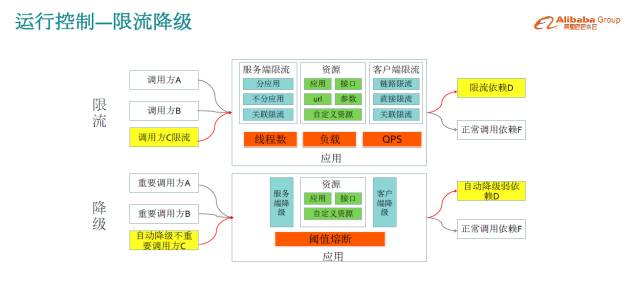 运行控制—限流降级
Alibaba Group
阿里巴巴集团
限流
调用方A
调用方B
调用方C限流
服务端限流
分应用
不分应用
关联限流
资源
应用
接口
url
参数
自定义资源
客户端限流
链路限流
直接限流
关联限流
线程数
负载
QPS
应用
限流依赖D
正常调用依赖F
降级
重要调用方A
重要调用方B
自动降级不重
要调用方C
服务
端降
级
资源
应用
接口
自定义资源
客户
端降
级
阈值熔断
应用
自动降级弱依
赖D
正常调用依赖F